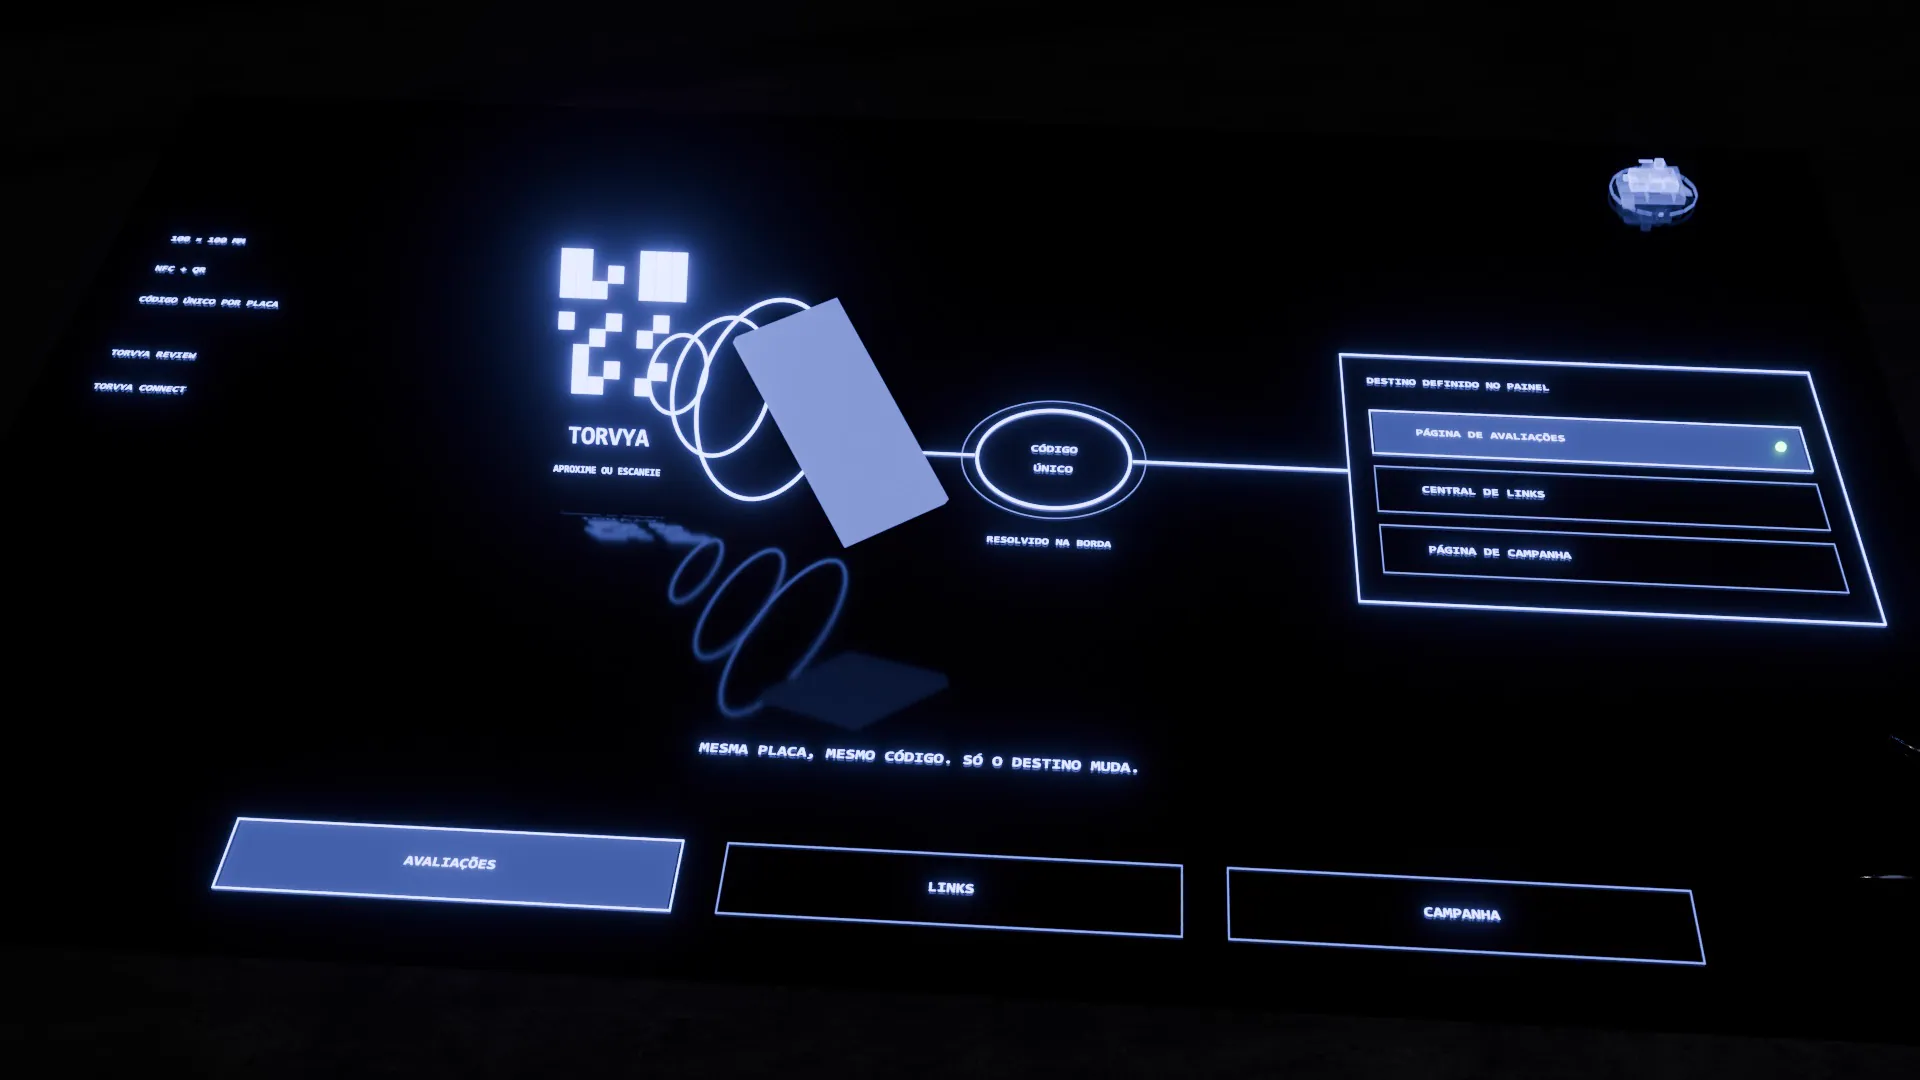 100 × 100 MM
NFC + QR
CÓDIGO ÚNICO POR PLACA
TORVYA REVIEW
TORVYA CONNECT
TORVYA
APROXIME OU ESCANEIE
CÓDIGO
ÚNICO
RESOLVIDO NA BORDA
DESTINO DEFINIDO NO PAINEL
PÁGINA DE AVALIAÇÕES
CENTRAL DE LINKS
PÁGINA DE CAMPANHA
MESMA PLACA, MESMO CÓDIGO. SÓ O DESTINO MUDA.
AVALIAÇÕES
LINKS
CAMPANHA